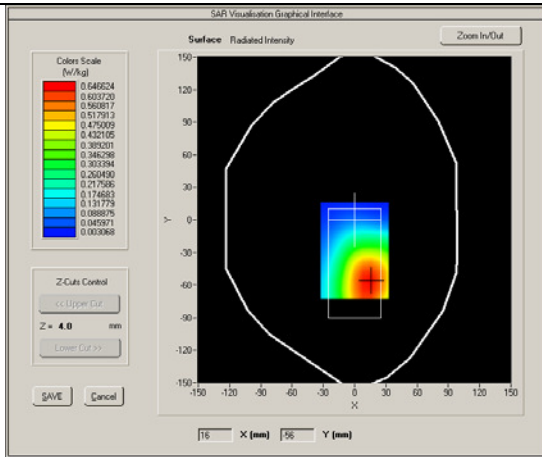 SAR Visualisation Graphical Interface
Surface Radiated Intensity
Zoom In/Out
Colors Scale
(W/kg)
0.646624
0.603720
0.560817
0.517913
0.475009
0.432105
0.389201
0.346298
0.303394
0.260490
0.217586
0.174683
0.131779
0.088875
0.045971
0.003068
Z-Cuts Control
<< Upper Cut
Z = 4.0 mm
Lower Cut >>
SAVE Cancel
150
120
90
60
30
0
-30
-60
-90
-120
-150
Y
-150 -120 -90 -60 -30 0 30 60 90 120 150
X
16 X (mm) -56 Y (mm)